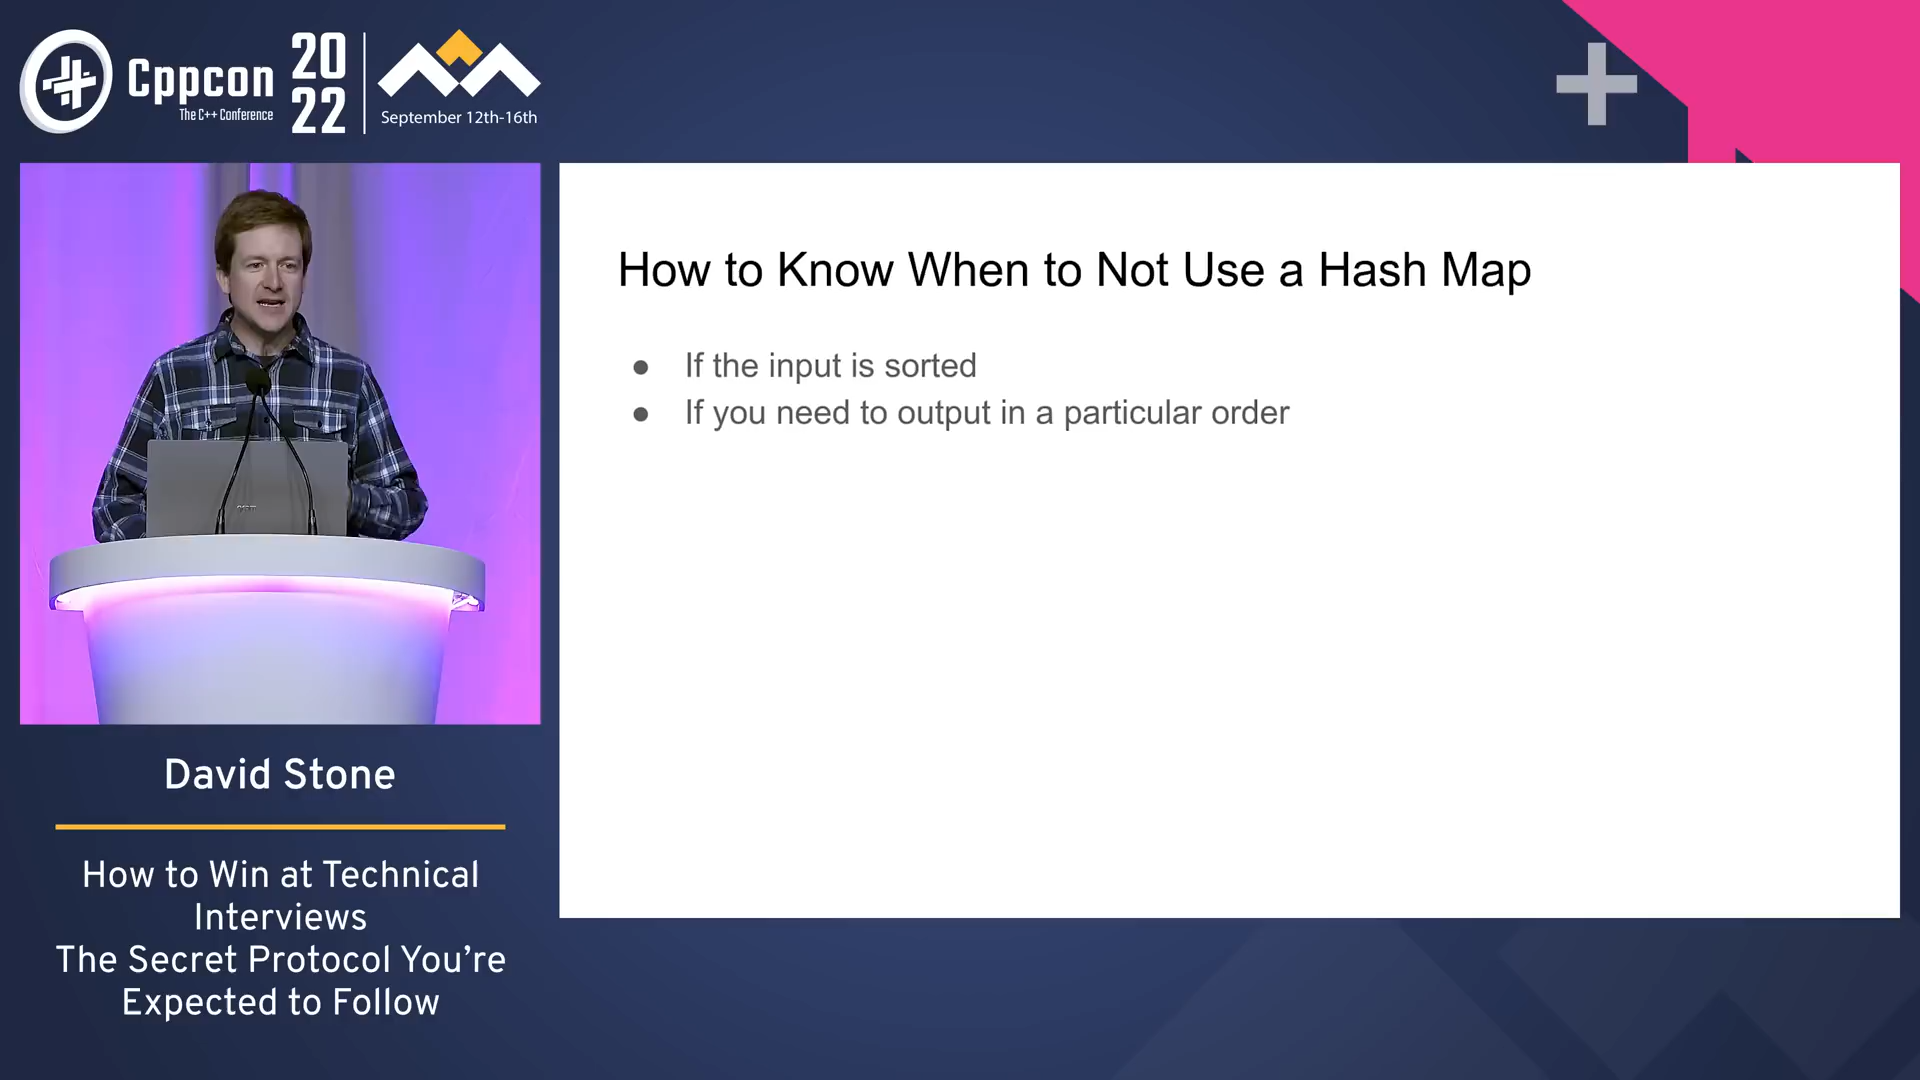 Cppcon
The C++ Conference
20
22
September 12th-16th
How to Know When to Not Use a Hash Map
● If the input is sorted
● If you need to output in a particular order
David Stone
How to Win at Technical
Interviews
The Secret Protocol You’re
Expected to Follow